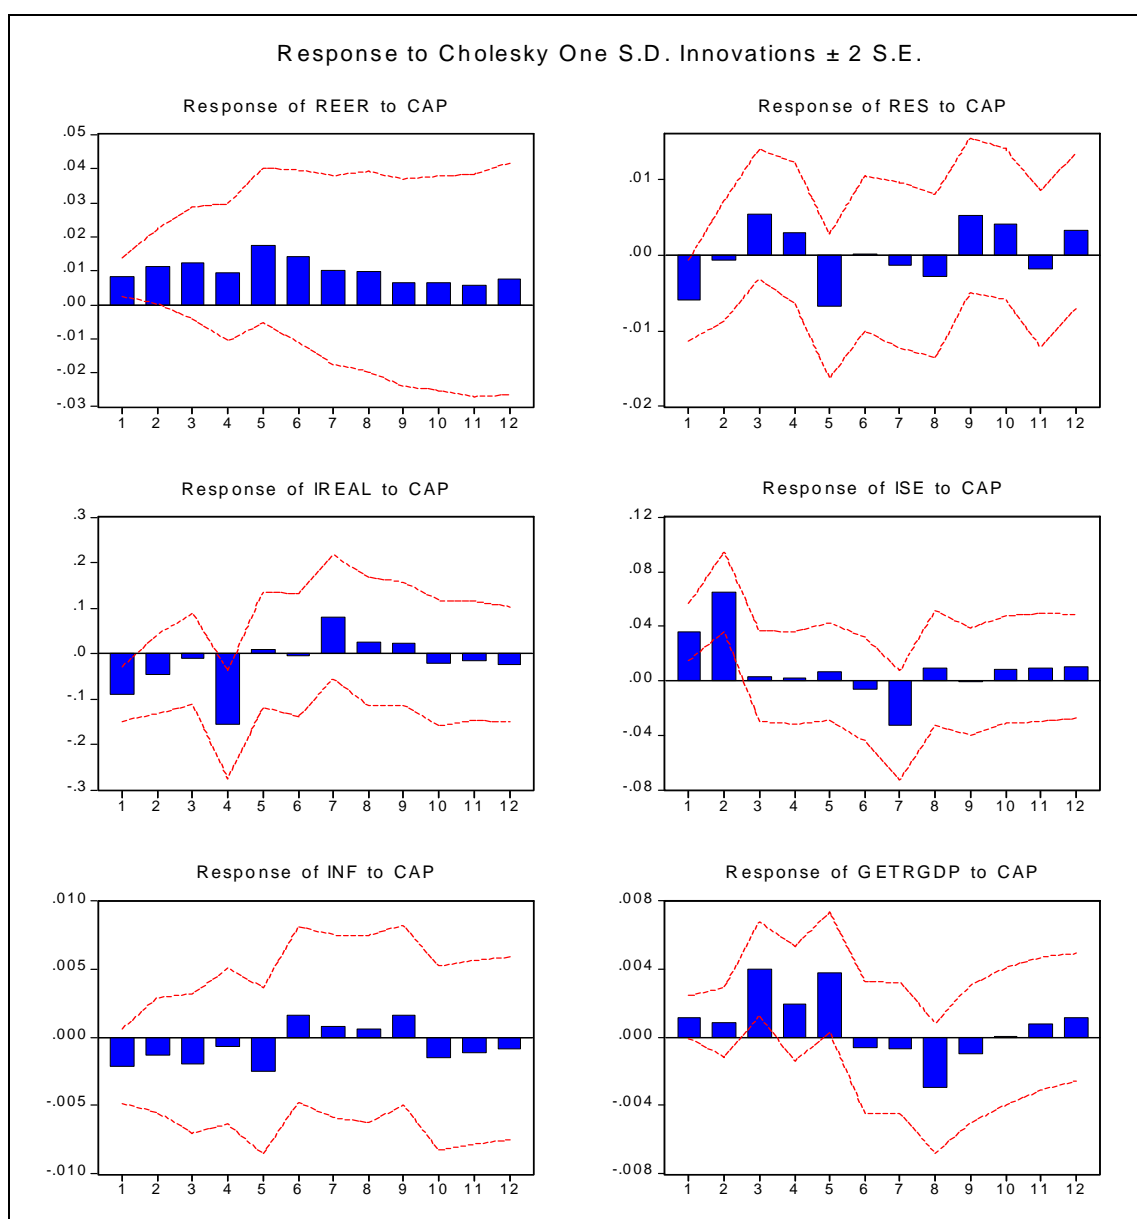 Response to Cholesky One S.D. Innovations ± 2 S.E.
Response of REER to CAP
.05
.04
.03
.02
.01
.00
-.01
-.02
-.03
1 2 3 4 5 6 7 8 9 10 11 12
Response of RES to CAP
.01
.00
-.01
-.02
1 2 3 4 5 6 7 8 9 10 11 12
Response of IREAL to CAP
.3
.2
.1
.0
-.1
-.2
-.3
1 2 3 4 5 6 7 8 9 10 11 12
Response of ISE to CAP
.12
.08
.04
.00
-.04
-.08
1 2 3 4 5 6 7 8 9 10 11 12
Response of INF to CAP
.010
.005
.000
-.005
-.010
1 2 3 4 5 6 7 8 9 10 11 12
Response of GETRGDP to CAP
.008
.004
.000
-.004
-.008
1 2 3 4 5 6 7 8 9 10 11 12